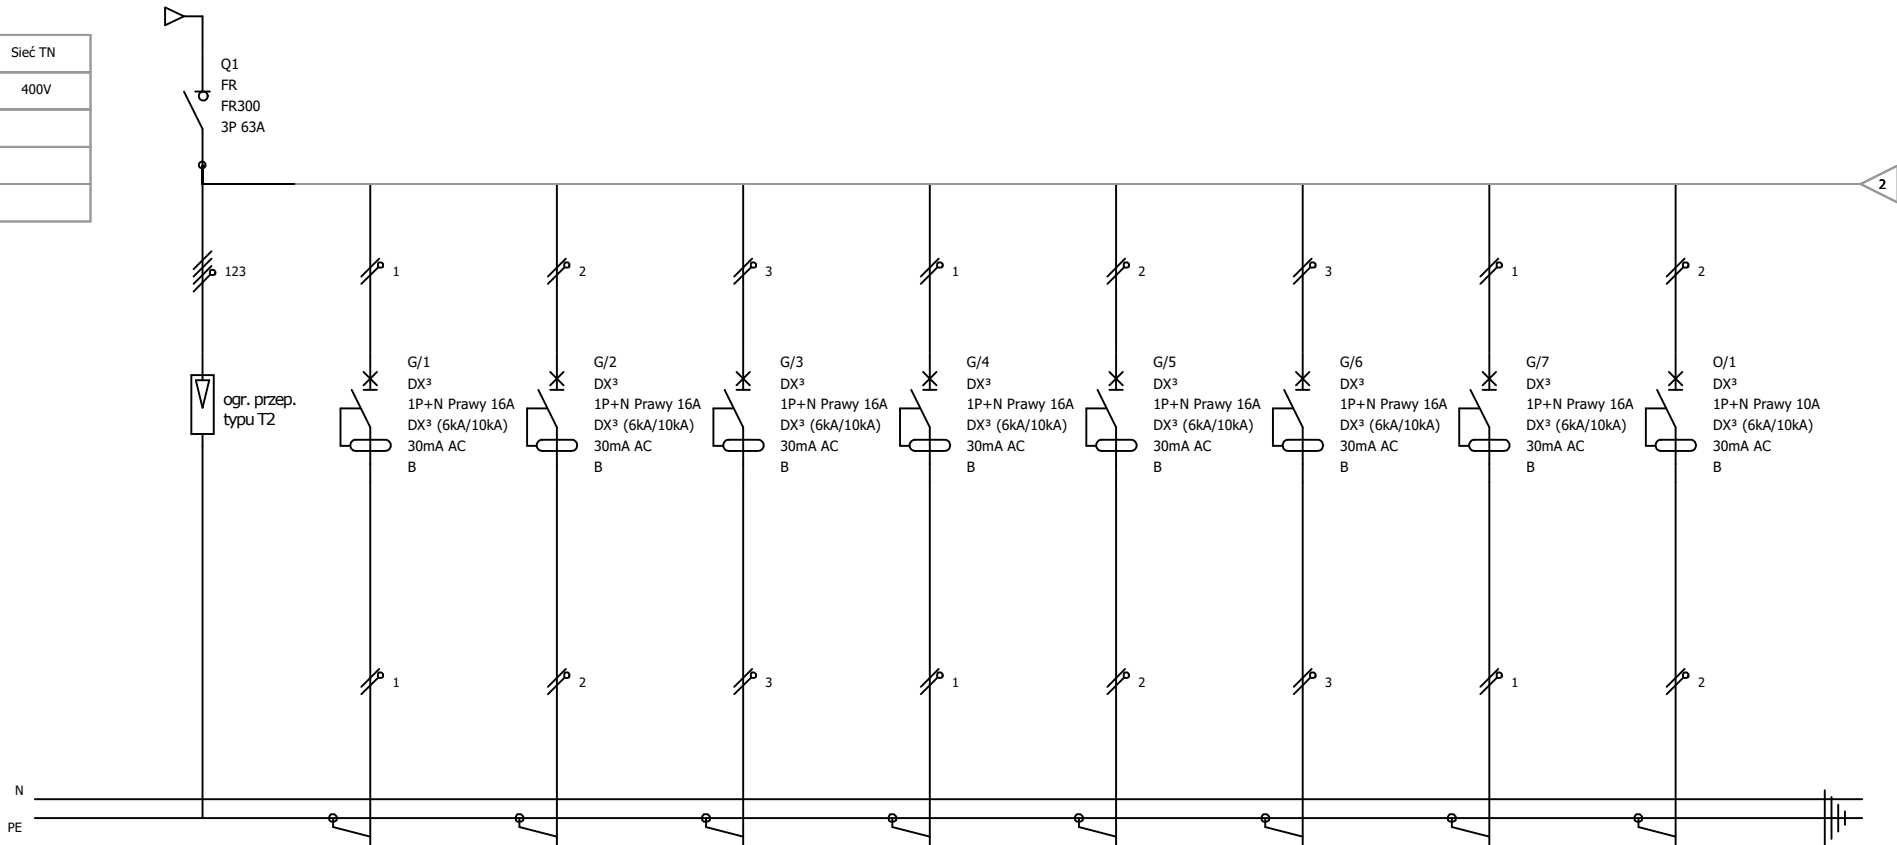 Sieć TN
400V
Q1
FR
FR300
3P 63A
2
123
1
2
3
1
2
3
1
2
ogr. przep.
typu T2
G/1
DX³
1P+N Prawy 16A
DX³ (6kA/10kA)
30mA AC
B
G/2
DX³
1P+N Prawy 16A
DX³ (6kA/10kA)
30mA AC
B
G/3
DX³
1P+N Prawy 16A
DX³ (6kA/10kA)
30mA AC
B
G/4
DX³
1P+N Prawy 16A
DX³ (6kA/10kA)
30mA AC
B
G/5
DX³
1P+N Prawy 16A
DX³ (6kA/10kA)
30mA AC
B
G/6
DX³
1P+N Prawy 16A
DX³ (6kA/10kA)
30mA AC
B
G/7
DX³
1P+N Prawy 16A
DX³ (6kA/10kA)
30mA AC
B
O/1
DX³
1P+N Prawy 10A
DX³ (6kA/10kA)
30mA AC
B
1
2
3
1
2
3
1
2
N
PE